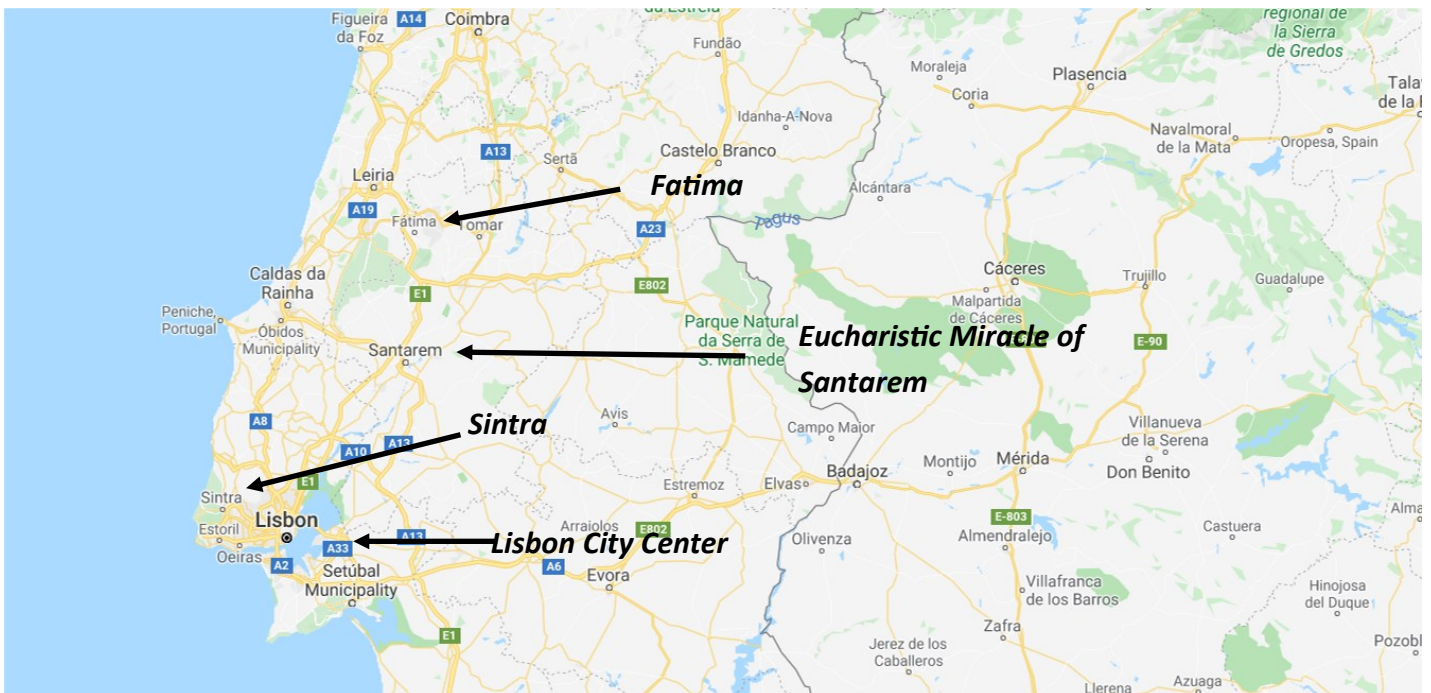 da Estrela
Figueira
da Foz
A14
Coimbra
Fundão
regional de
la Sierra
de Gredos
Moraleja
Plasencia
Coria
Tala
de la
Idanha-A-Nova
Navalmoral
de la Mata
Oropesa, Spain
A13
Sertã
Castelo Branco
Leiria
Fatima
Alcántara
A19
Fátima
Tomar
A23
Tagus
Caldas da
Rainha
E1
E802
Cáceres
Trujillo
Guadalupe
Malpartida
de Cáceres
Peniche,
Portugal
Óbidos
Municipality
Parque Natural
da Serra de
S. Mamede
Eucharistic Miracle of
Santarem
E-90
Santarem
A8
Sintra
Avis
Campo Maior
Villanueva
de la Serena
A10
A13
Badajoz
Montijo
Mérida
Don Benito
Sintra
E1
Estremoz
Elvas
Lisbon
Estoril
Oeiras
A33
A13
Arraiolos
E802
Lisbon City Center
E-803
Almendralejo
Castuera
Alma
Olivenza
A2
Setúbal
Municipality
A6
Evora
Villafranca
de los Barros
Hinojosa
del Duque
E1
Zafra
Jerez de los
Caballeros
Pozobl
Llerena
Azuaga